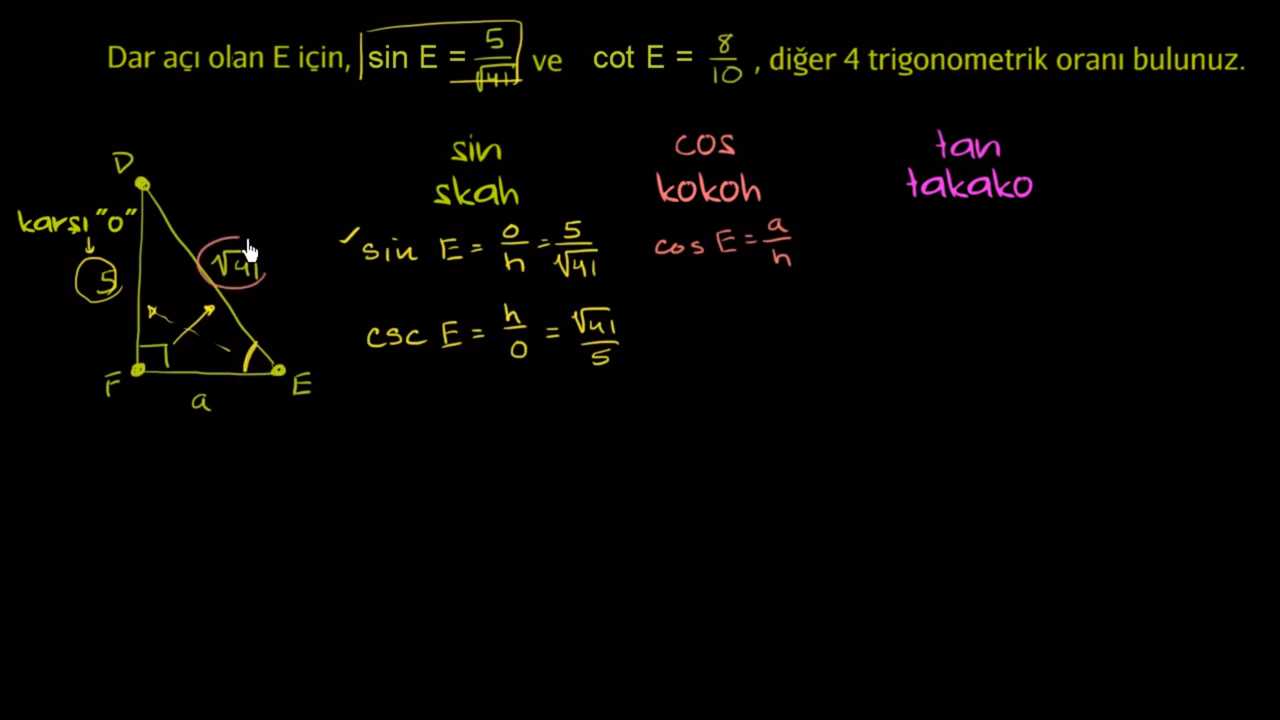 Dar açı olan E için, sin E = 5/√41 ve cot E = 8/10 , diğer 4 trigonometrik oranı bulunuz.
sin cos tan
skah kokoh takako
D
karşı "o"
5
√41
F
E
a
✓ sin E = o/h = 5/√41
cos E = a/h
csc E = h/o = √41/5